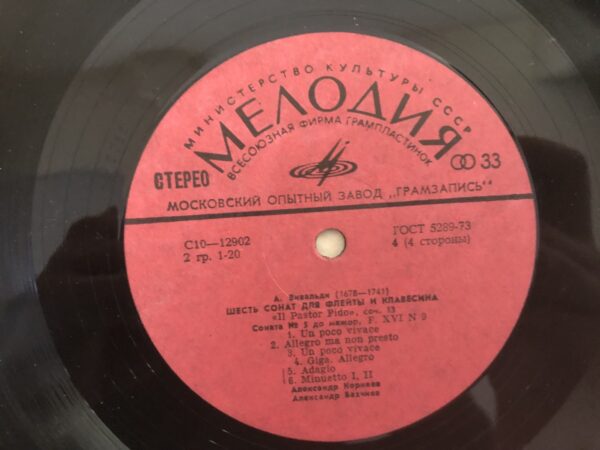 МИНИСТЕРСТВО КУЛЬТУРЫ СССР
МЕЛОДИЯ
ВСЕСОЮЗНАЯ ФИРМА ГРАМПЛАСТИНОК
СТЕРЕО
33
МОСКОВСКИЙ ОПЫТНЫЙ ЗАВОД „ГРАМЗАПИСЬ“
С10—12902
ГОСТ 5289-73
2 гр. 1-20
4 (4 стороны)
А. Вивальди (1678—1741)
ШЕСТЬ СОНАТ ДЛЯ ФЛЕЙТЫ И КЛАВЕСИНА
«Il Pastor Fido», соч. 13
Соната № 5 до мажор, F. XVI N 9
1. Un poco vivace
2. Allegro ma non presto
3. Un poco vivace
4. Giga. Allegro
5. Adagio
6. Minuetto I, II
Александр Корнеев
Александр Бахчиев